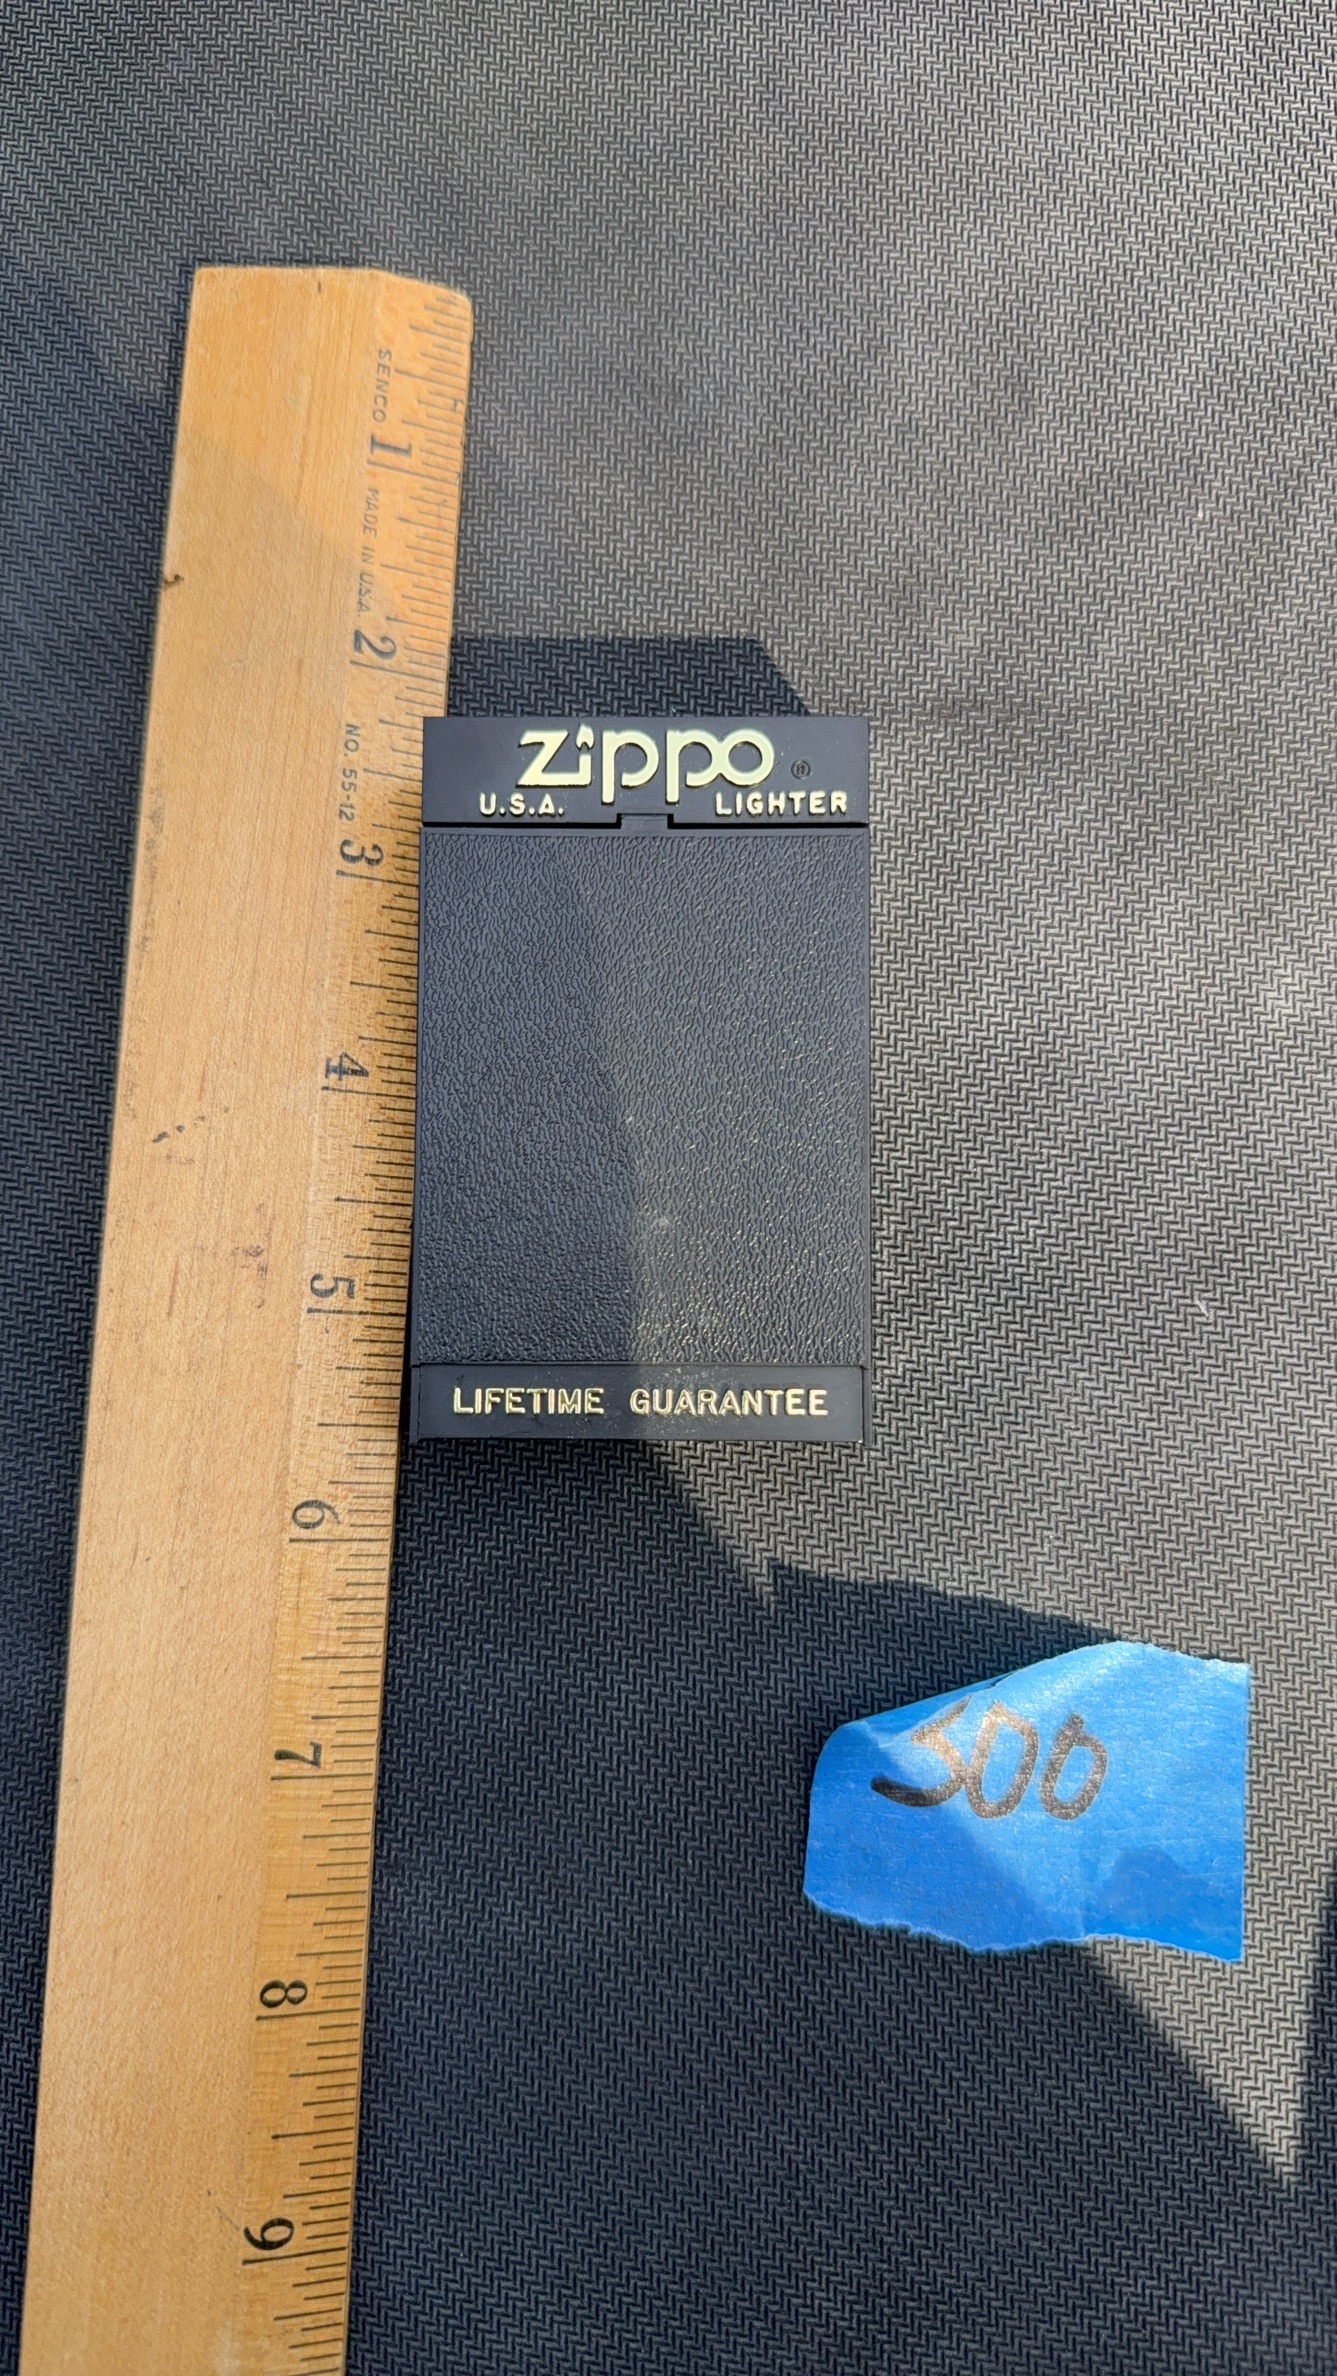 SENCO
1
MADE IN U.S.A.
2
NO. 55-12
3
4
5
6
7
8
9
zippo ®
U.S.A. LIGHTER
LIFETIME GUARANTEE
500